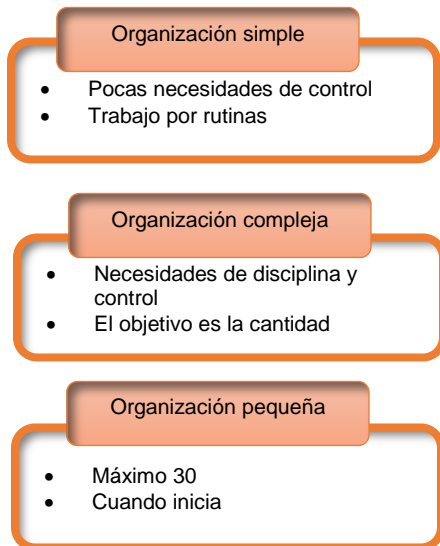 Organización simple
• Pocas necesidades de control
• Trabajo por rutinas
Organización compleja
• Necesidades de disciplina y
control
• El objetivo es la cantidad
Organización pequeña
• Máximo 30
• Cuando inicia